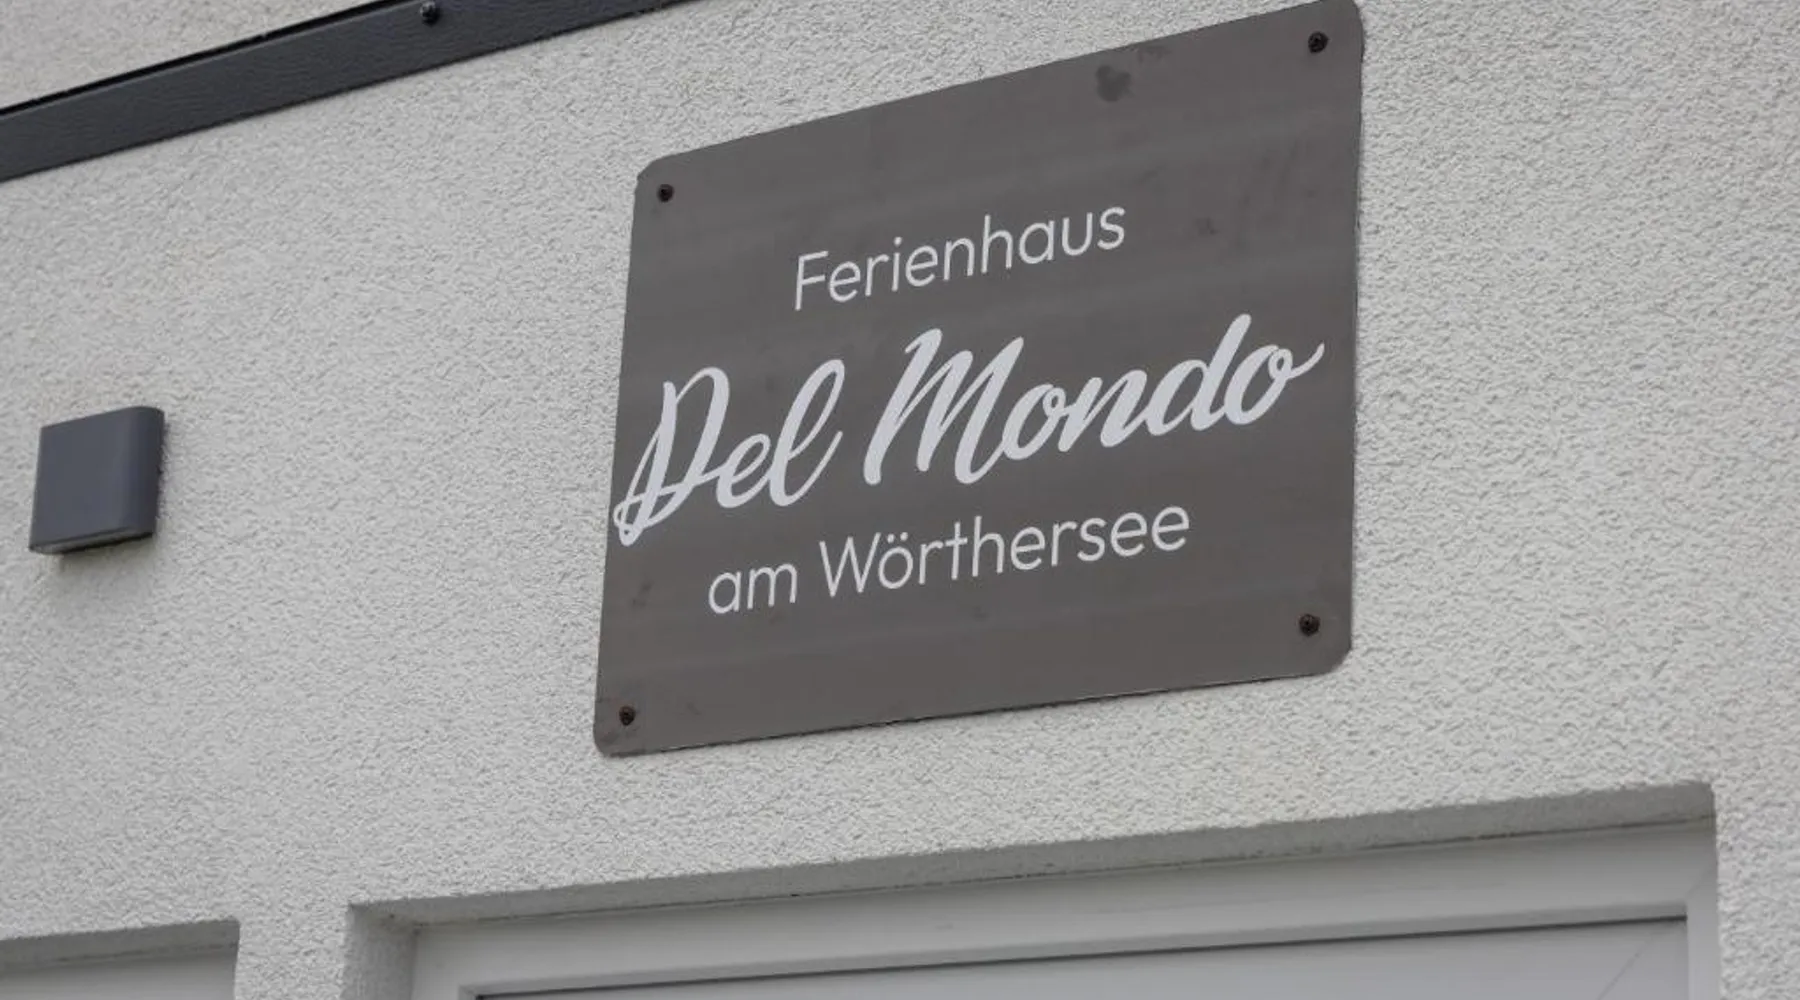 Ferienhaus
Del Mondo
am Wörthersee